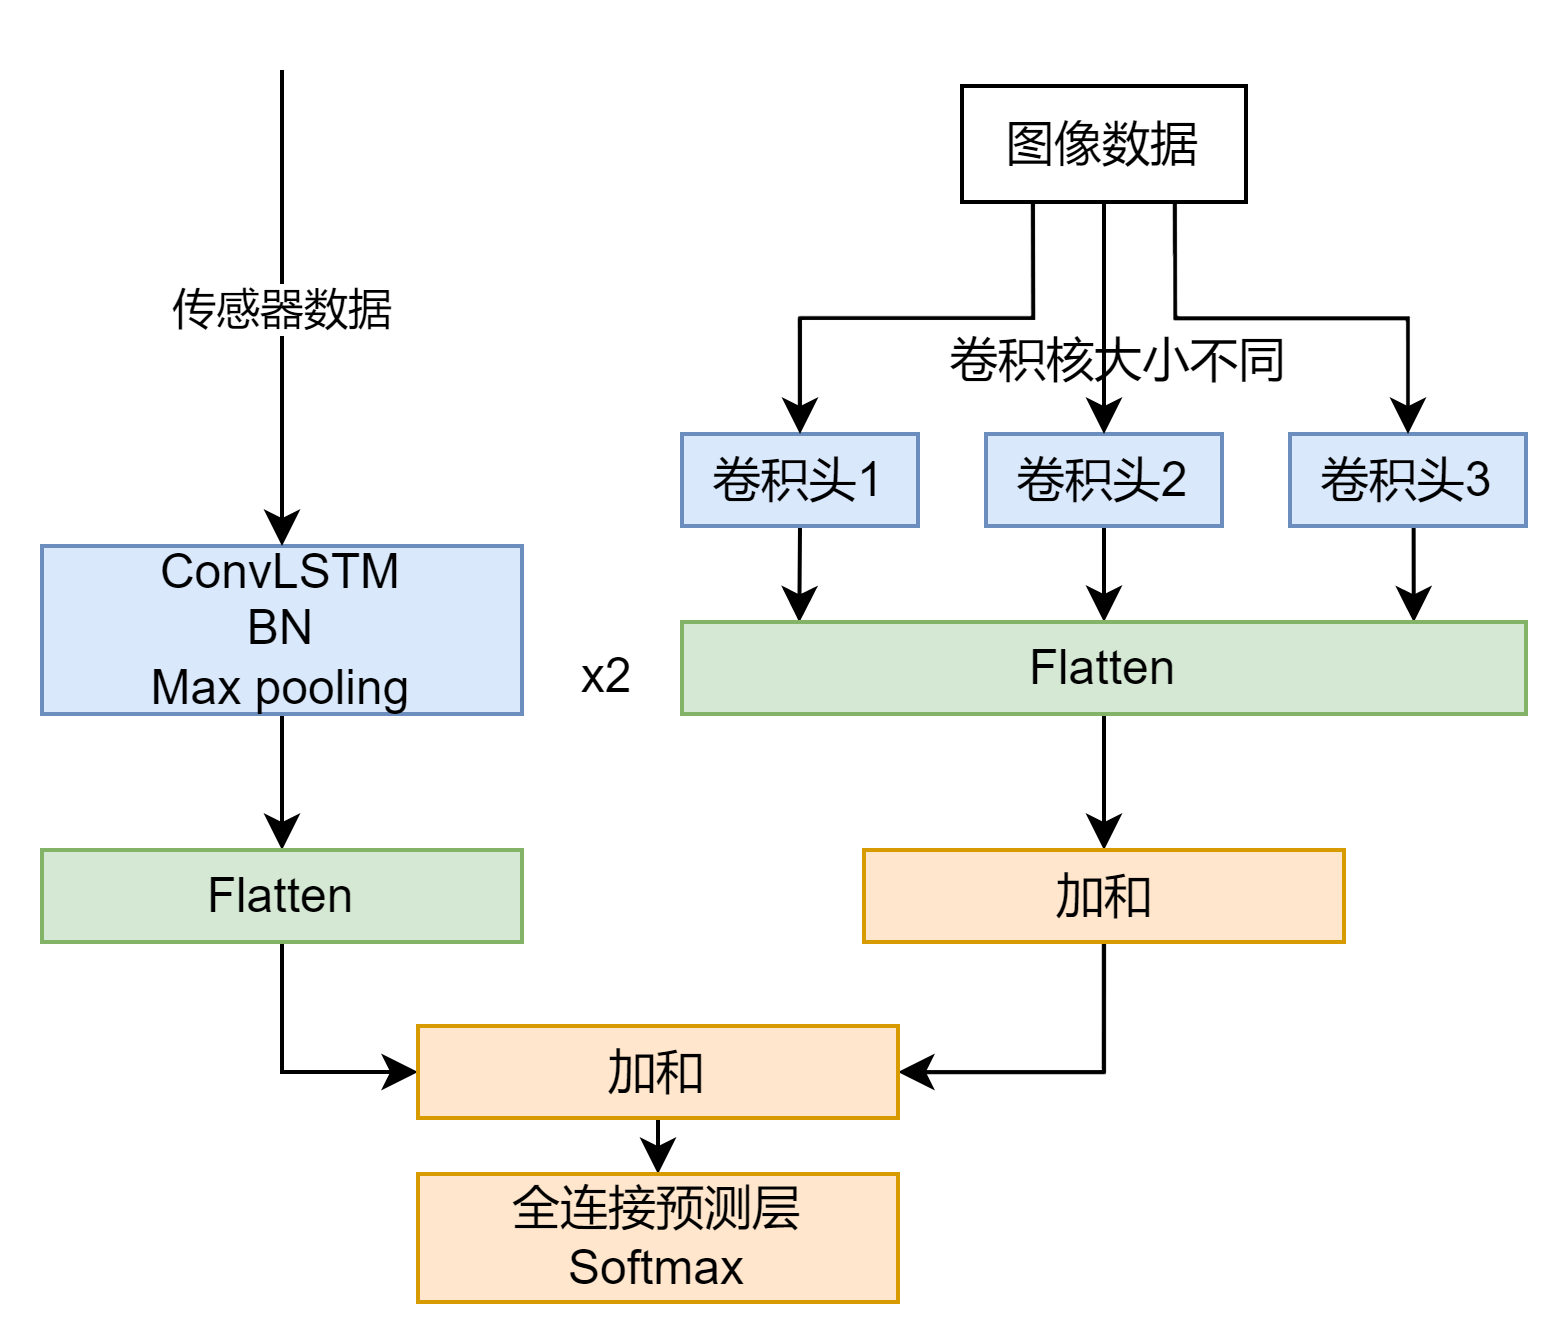 图像数据
传感器数据
卷积核大小不同
卷积头1
卷积头2
卷积头3
ConvLSTM
BN
Max pooling
x2
Flatten
Flatten
加和
加和
全连接预测层
Softmax